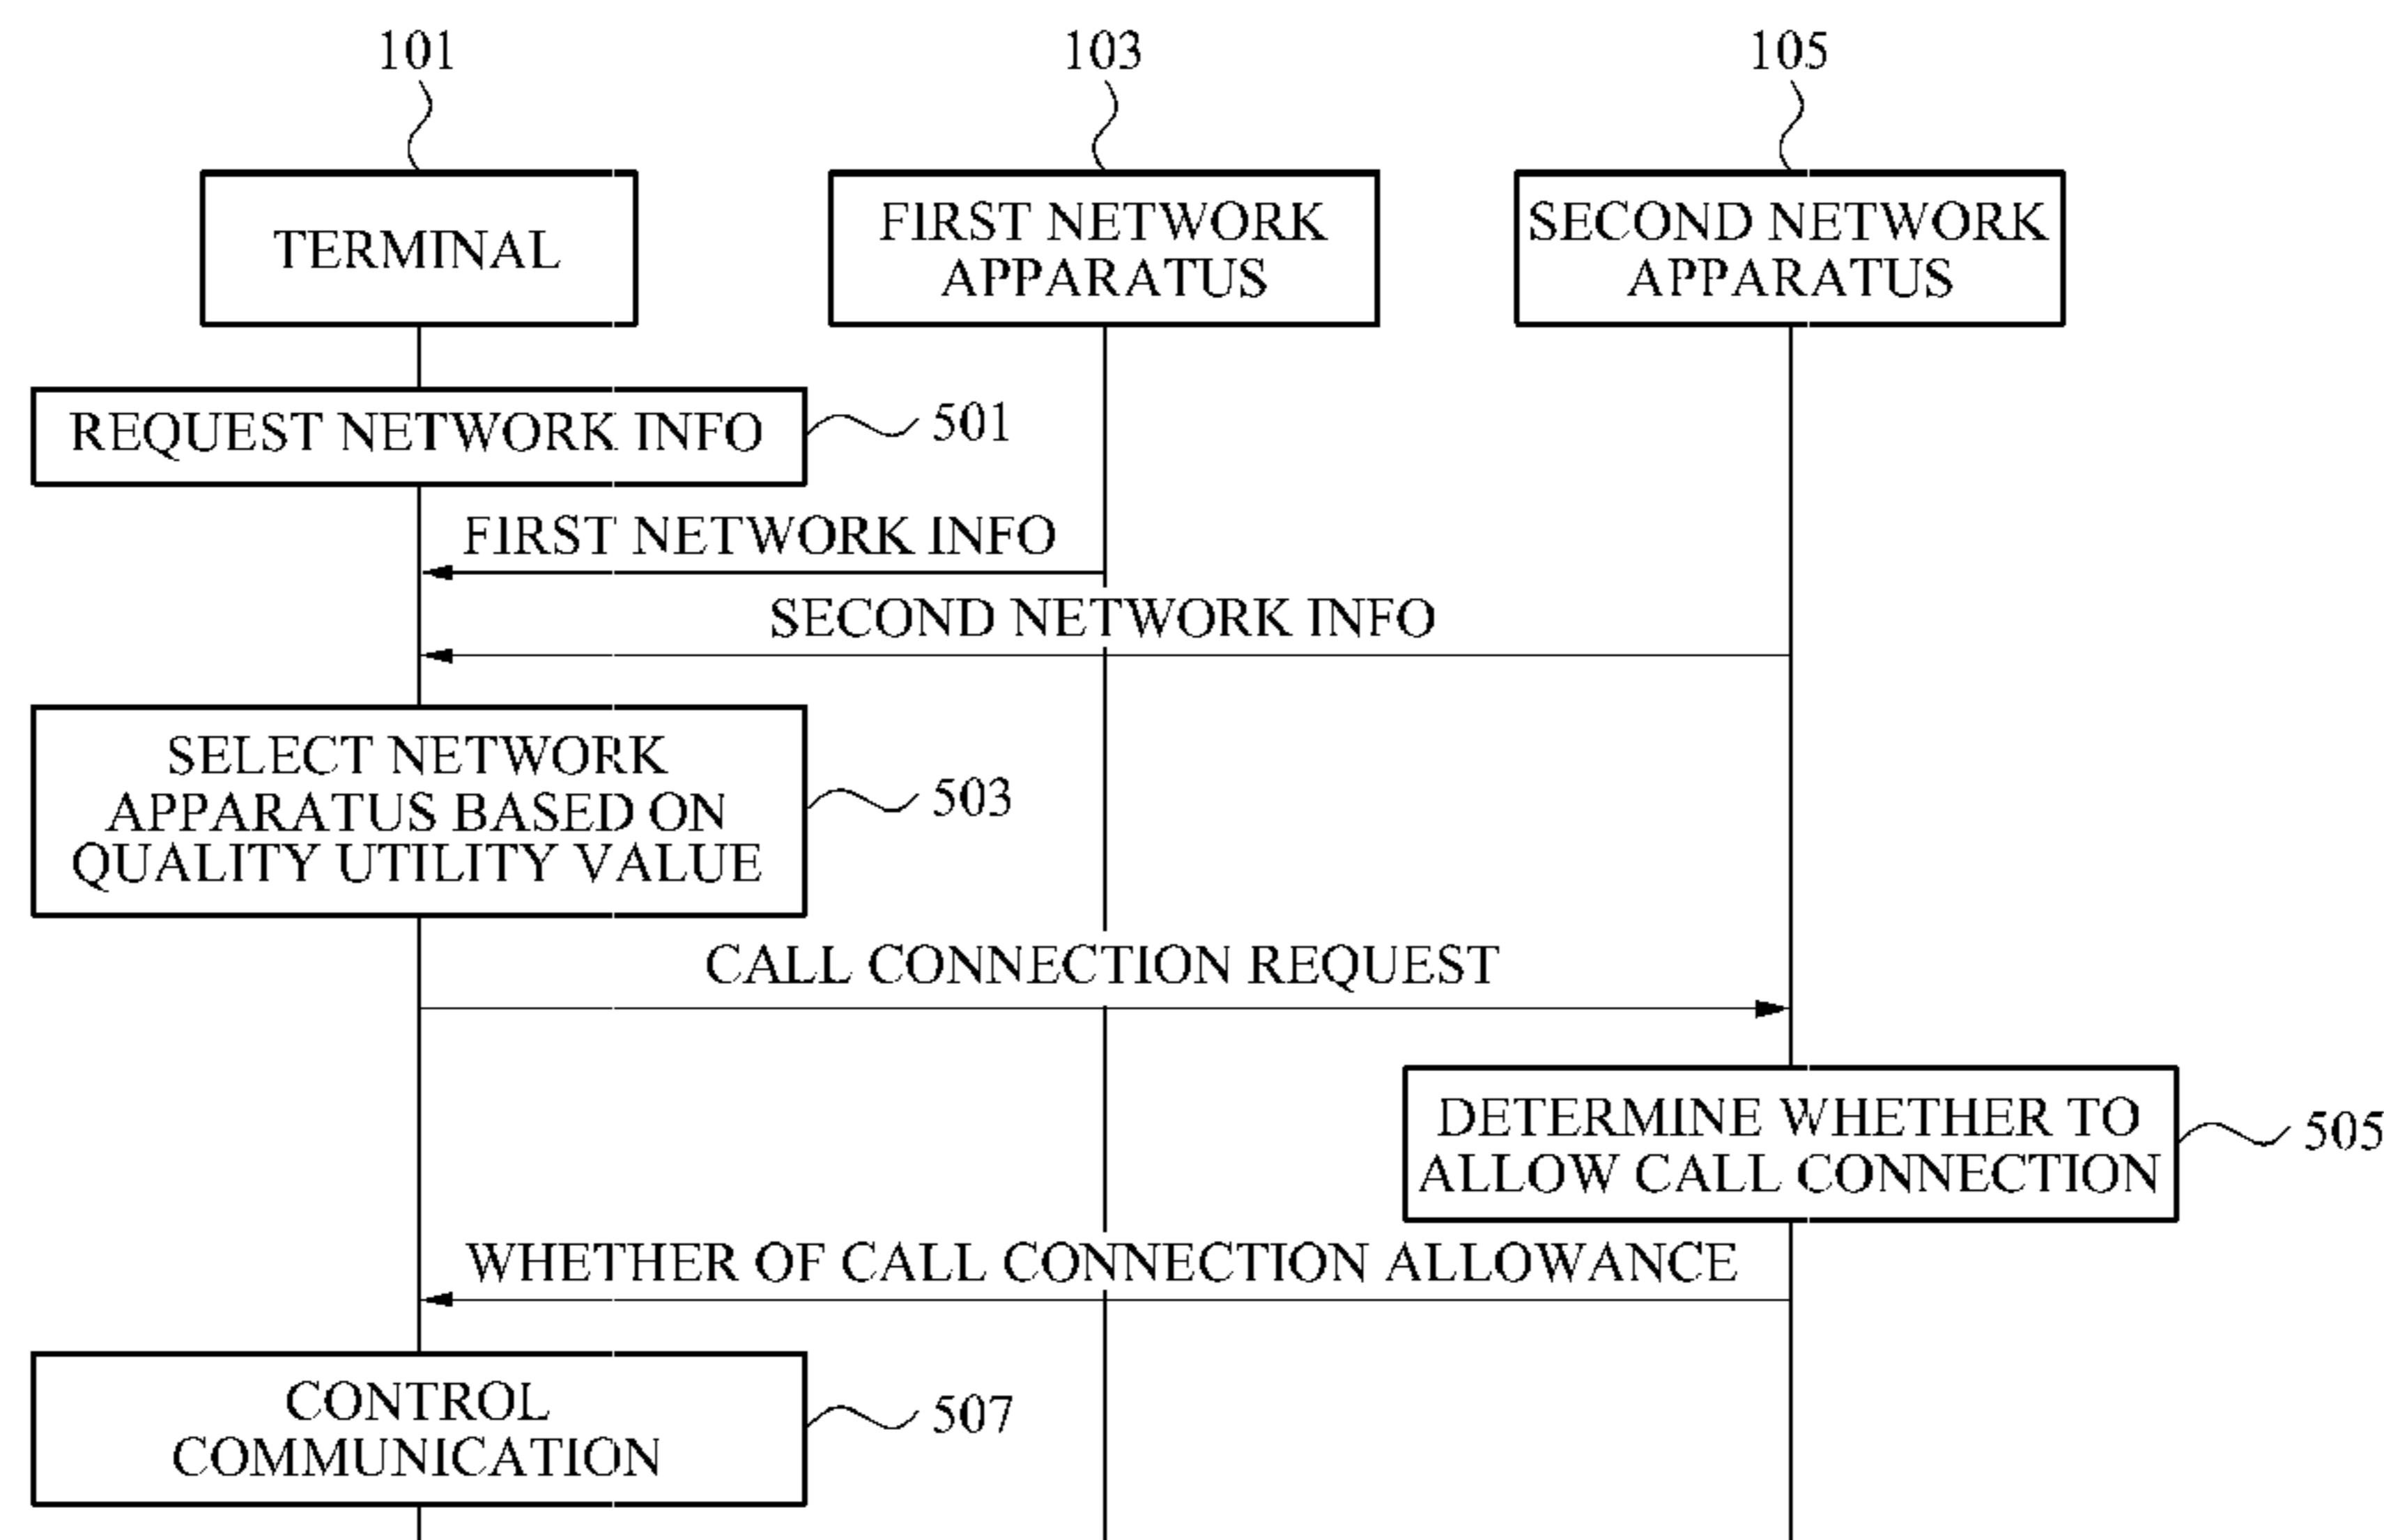 101
103
105
TERMINAL
FIRST NETWORK
APPARATUS
SECOND NETWORK
APPARATUS
REQUEST NETWORK INFO
501
FIRST NETWORK INFO
SECOND NETWORK INFO
SELECT NETWORK
APPARATUS BASED ON
QUALITY UTILITY VALUE
503
CALL CONNECTION REQUEST
DETERMINE WHETHER TO
ALLOW CALL CONNECTION
505
WHETHER OF CALL CONNECTION ALLOWANCE
CONTROL
COMMUNICATION
507